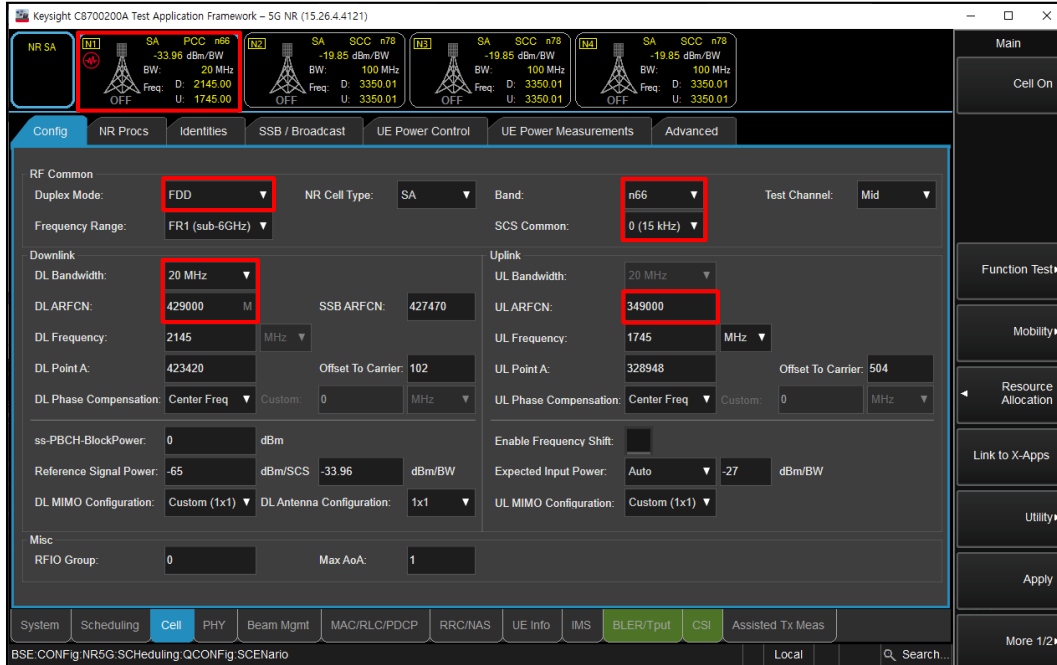 Keysight C8700200A Test Application Framework – 5G NR (15.26.4.4121)
NR SA
N1 SA PCC n66
-33.96 dBm/BW
BW: 20 MHz
Freq: D: 2145.00
OFF U: 1745.00
N2 SA SCC n78
-19.85 dBm/BW
BW: 100 MHz
Freq: D: 3350.01
OFF U: 3350.01
N3 SA SCC n78
-19.85 dBm/BW
BW: 100 MHz
Freq: D: 3350.01
OFF U: 3350.01
N4 SA SCC n78
-19.85 dBm/BW
BW: 100 MHz
Freq: D: 3350.01
OFF U: 3350.01
Config NR Procs Identities SSB / Broadcast UE Power Control UE Power Measurements Advanced
RF Common
Duplex Mode: FDD NR Cell Type: SA Band: n66 Test Channel: Mid
Frequency Range: FR1 (sub-6GHz) SCS Common: 0 (15 kHz)
Downlink
DL Bandwidth: 20 MHz
DL ARFCN: 429000 M SSB ARFCN: 427470
DL Frequency: 2145 MHz
DL Point A: 423420 Offset To Carrier: 102
DL Phase Compensation: Center Freq Custom: 0 MHz
ss-PBCH-BlockPower: 0 dBm
Reference Signal Power: -65 dBm/SCS -33.96 dBm/BW
DL MIMO Configuration: Custom (1x1) DL Antenna Configuration: 1x1
Uplink
UL Bandwidth: 20 MHz
UL ARFCN: 349000
UL Frequency: 1745 MHz
UL Point A: 328948 Offset To Carrier: 504
UL Phase Compensation: Center Freq Custom: 0 MHz
Enable Frequency Shift:
Expected Input Power: Auto -27 dBm/BW
UL MIMO Configuration: Custom (1x1)
Misc
RFIO Group: 0 Max AoA: 1
System Scheduling Cell PHY Beam Mgmt MAC/RLC/PDCP RRC/NAS UE Info IMS BLER/Tput CSI Assisted Tx Meas
BSE:CONFig:NR5G:SCHeduling:QCONFig:SCENario Local Search...
Main
Cell On
Function Test
Mobility
Resource
Allocation
Link to X-Apps
Utility
Apply
More 1/2